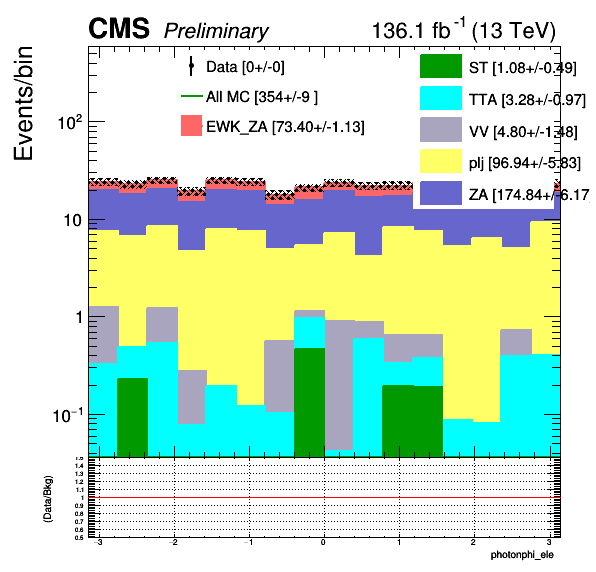 CMS Preliminary 136.1 fb⁻¹ (13 TeV)
Events/bin
Data [0+/-0]
All MC [354+/-9 ]
EWK_ZA [73.40+/-1.13]
ST [1.08+/-0.49]
TTA [3.28+/-0.97]
VV [4.80+/-1.48]
plj [96.94+/-5.83]
ZA [174.84+/-6.17
10²
10
1
10⁻¹
(Data/Bkg)
1.5
1.4
1.3
1.2
1.1
1
0.9
0.8
0.7
0.6
0.5
−3 −2 −1 0 1 2 3
photonphi_ele